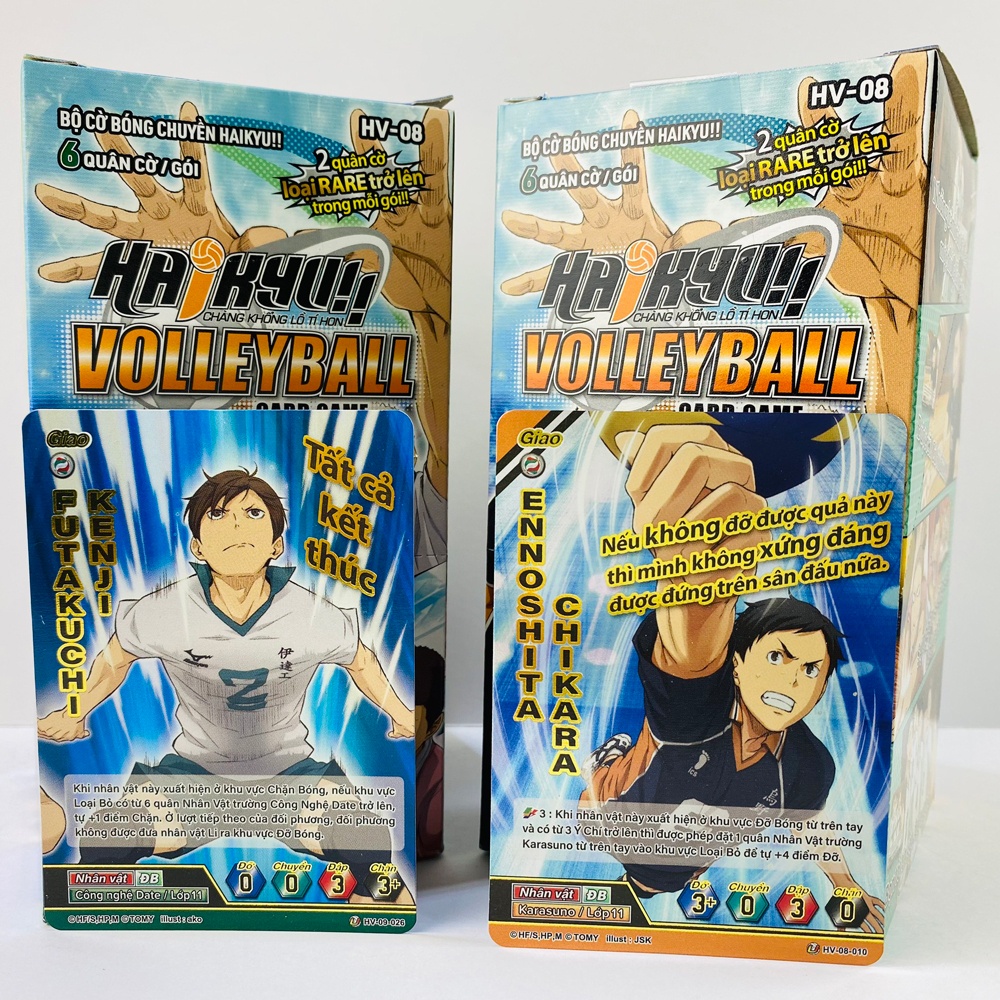 BỘ CỜ BÓNG CHUYỀN HAIKYU!!
HV-08
6 QUÂN CỜ / GÓI
2 quân cờ
loại RARE trở lên
trong mỗi gói!!
HAIKYU!!
CHÀNG KHỔNG LỒ TÍ HON
VOLLEYBALL
CARD GAME
Giao
FUTAKUCHI
KENJI
Tất cả
kết
thúc
伊達工
2
Khi nhân vật này xuất hiện ở khu vực Chặn Bóng, nếu khu vực
Loại Bỏ có từ 6 quân Nhân Vật trường Công Nghệ Date trở lên,
tự +1 điểm Chặn. Ở lượt tiếp theo của đối phương, đối phương
không được đưa nhân vật Lì ra khu vực Đỡ Bóng.
Nhân vật ĐB
Công nghệ Date / Lớp11
Đỡ 0 Chuyền 0 Đập 3 Chặn 3+
©HF/S,HP,M ©TOMY illust : ako
HV-09-026
BỘ CỜ BÓNG CHUYỀN HAIKYU!!
HV-08
6 QUÂN CỜ / GÓI
2 quân cờ
loại RARE trở lên
trong mỗi gói!!
HAIKYU!!
CHÀNG KHỔNG LỒ TÍ HON
VOLLEYBALL
CARD GAME
Giao
ENNOSHITA
CHIKARA
Nếu không đỡ được quả này
thì mình không xứng đáng
được đứng trên sân đấu nữa.
3 : Khi nhân vật này xuất hiện ở khu vực Đỡ Bóng từ trên tay
và có từ 3 Ý Chí trở lên thì được phép đặt 1 quân Nhân Vật trường
Karasuno từ trên tay vào khu vực Loại Bỏ để tự +4 điểm Đỡ.
Nhân vật ĐB
Karasuno / Lớp11
Đỡ 3+ Chuyền 0 Đập 3 Chặn 0
©HF/S,HP,M ©TOMY illust : JSK
HV-08-010